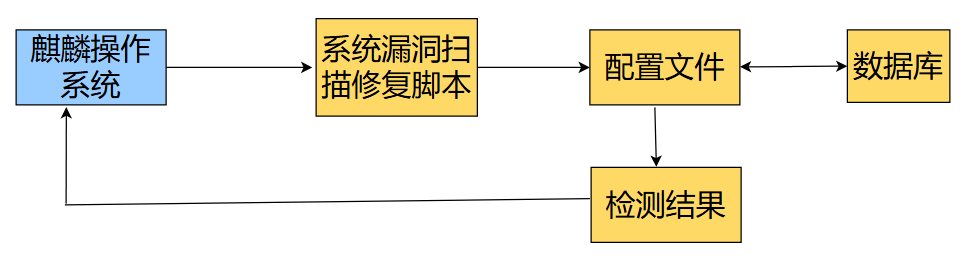 麒麟操作
系统
系统漏洞扫
描修复脚本
配置文件
数据库
检测结果